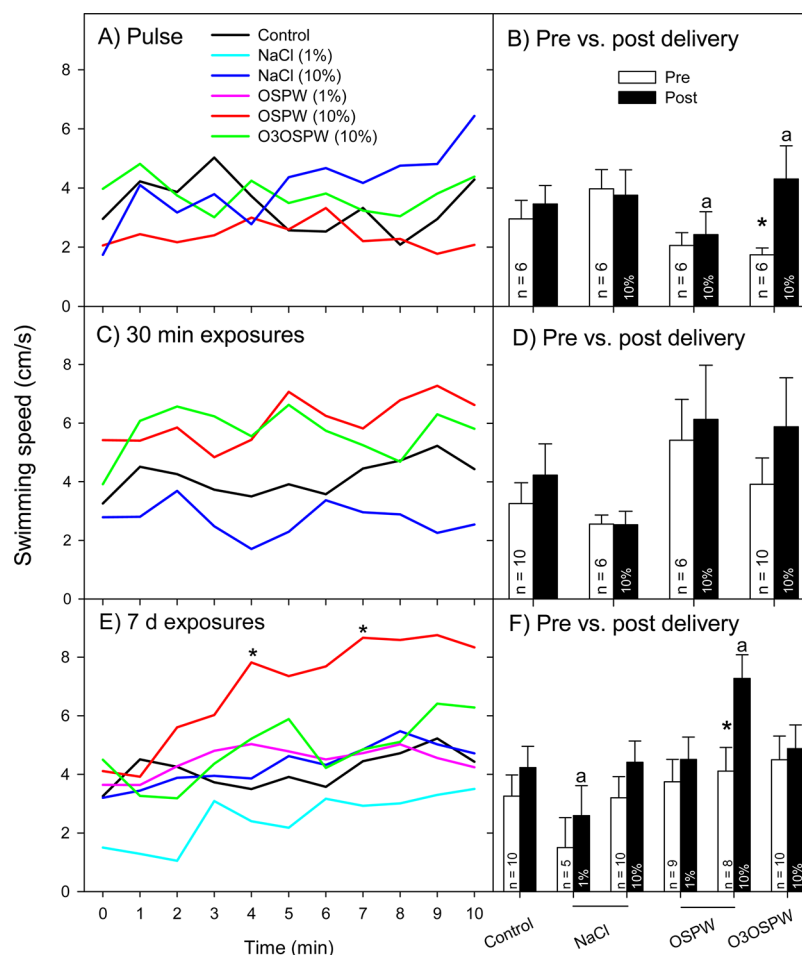 A) Pulse
Control
NaCl (1%)
NaCl (10%)
OSPW (1%)
OSPW (10%)
O3OSPW (10%)
8
6
4
2
0
B) Pre vs. post delivery
Pre
Post
a
a
*
n = 6
n = 6
10%
n = 6
10%
n = 6
10%
Swimming speed (cm/s)
C) 30 min exposures
8
6
4
2
0
D) Pre vs. post delivery
n = 10
n = 6
10%
n = 6
10%
n = 10
10%
E) 7 d exposures
* *
8
6
4
2
0
0 1 2 3 4 5 6 7 8 9 10
Time (min)
F) Pre vs. post delivery
a
*
a
n = 10
n = 5
1%
n = 10
10%
n = 9
1%
n = 8
10%
n = 10
10%
Control
NaCl
OSPW
O3OSPW